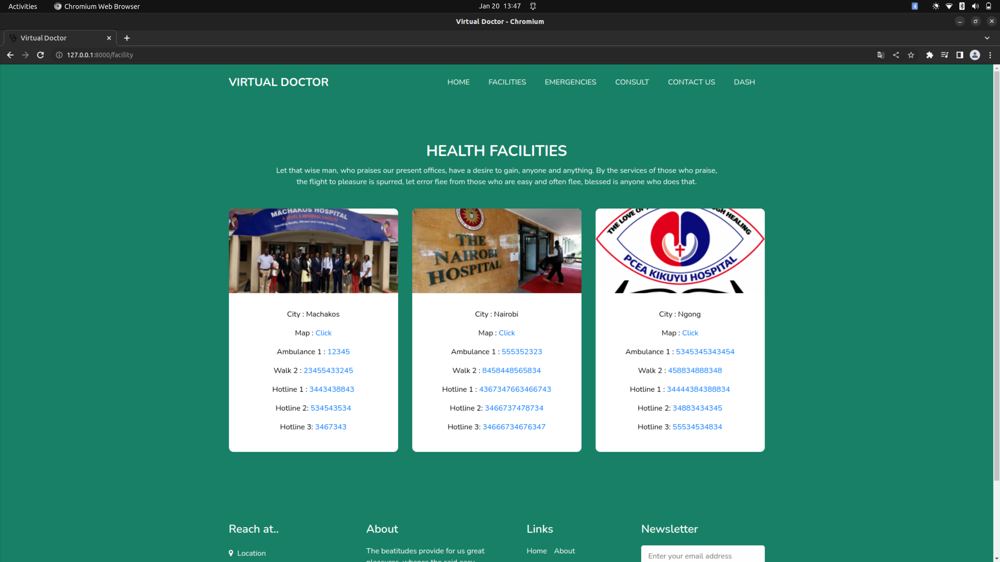 Activities
Chromium Web Browser
Jan 20 13:47
Virtual Doctor - Chromium
Virtual Doctor
127.0.0.1:8000/facility
VIRTUAL DOCTOR
HOME FACILITIES EMERGENCIES CONSULT CONTACT US DASH
HEALTH FACILITIES
Let that wise man, who praises our present offices, have a desire to gain, anyone and anything. By the services of those who praise,
the flight to pleasure is spurred, let error flee from those who are easy and often flee, blessed is anyone who does that.
MACHAKOS HOSPITAL
A LEVEL 5 REFERRAL FACILITY
Providing Quality, Efficient and Caring Health Services
City : Machakos
Map : Click
Ambulance 1 : 12345
Walk 2 : 23455433245
Hotline 1 : 3443438843
Hotline 2: 534543534
Hotline 3: 3467343
THE
NAIROBI
HOSPITAL
City : Nairobi
Map : Click
Ambulance 1 : 555352323
Walk 2 : 8458448565834
Hotline 1 : 4367347663466743
Hotline 2: 3466737478734
Hotline 3: 34666734676347
THE LOVE OF
HEALING
PCEA KIKUYU HOSPITAL
City : Ngong
Map : Click
Ambulance 1 : 5345345343454
Walk 2 : 458834888348
Hotline 1 : 34444384388834
Hotline 2: 34883434345
Hotline 3: 55534534834
Reach at..
Location
About
The beatitudes provide for us great
pleasures, whence the said easy
Links
Home About
Newsletter
Enter your email address